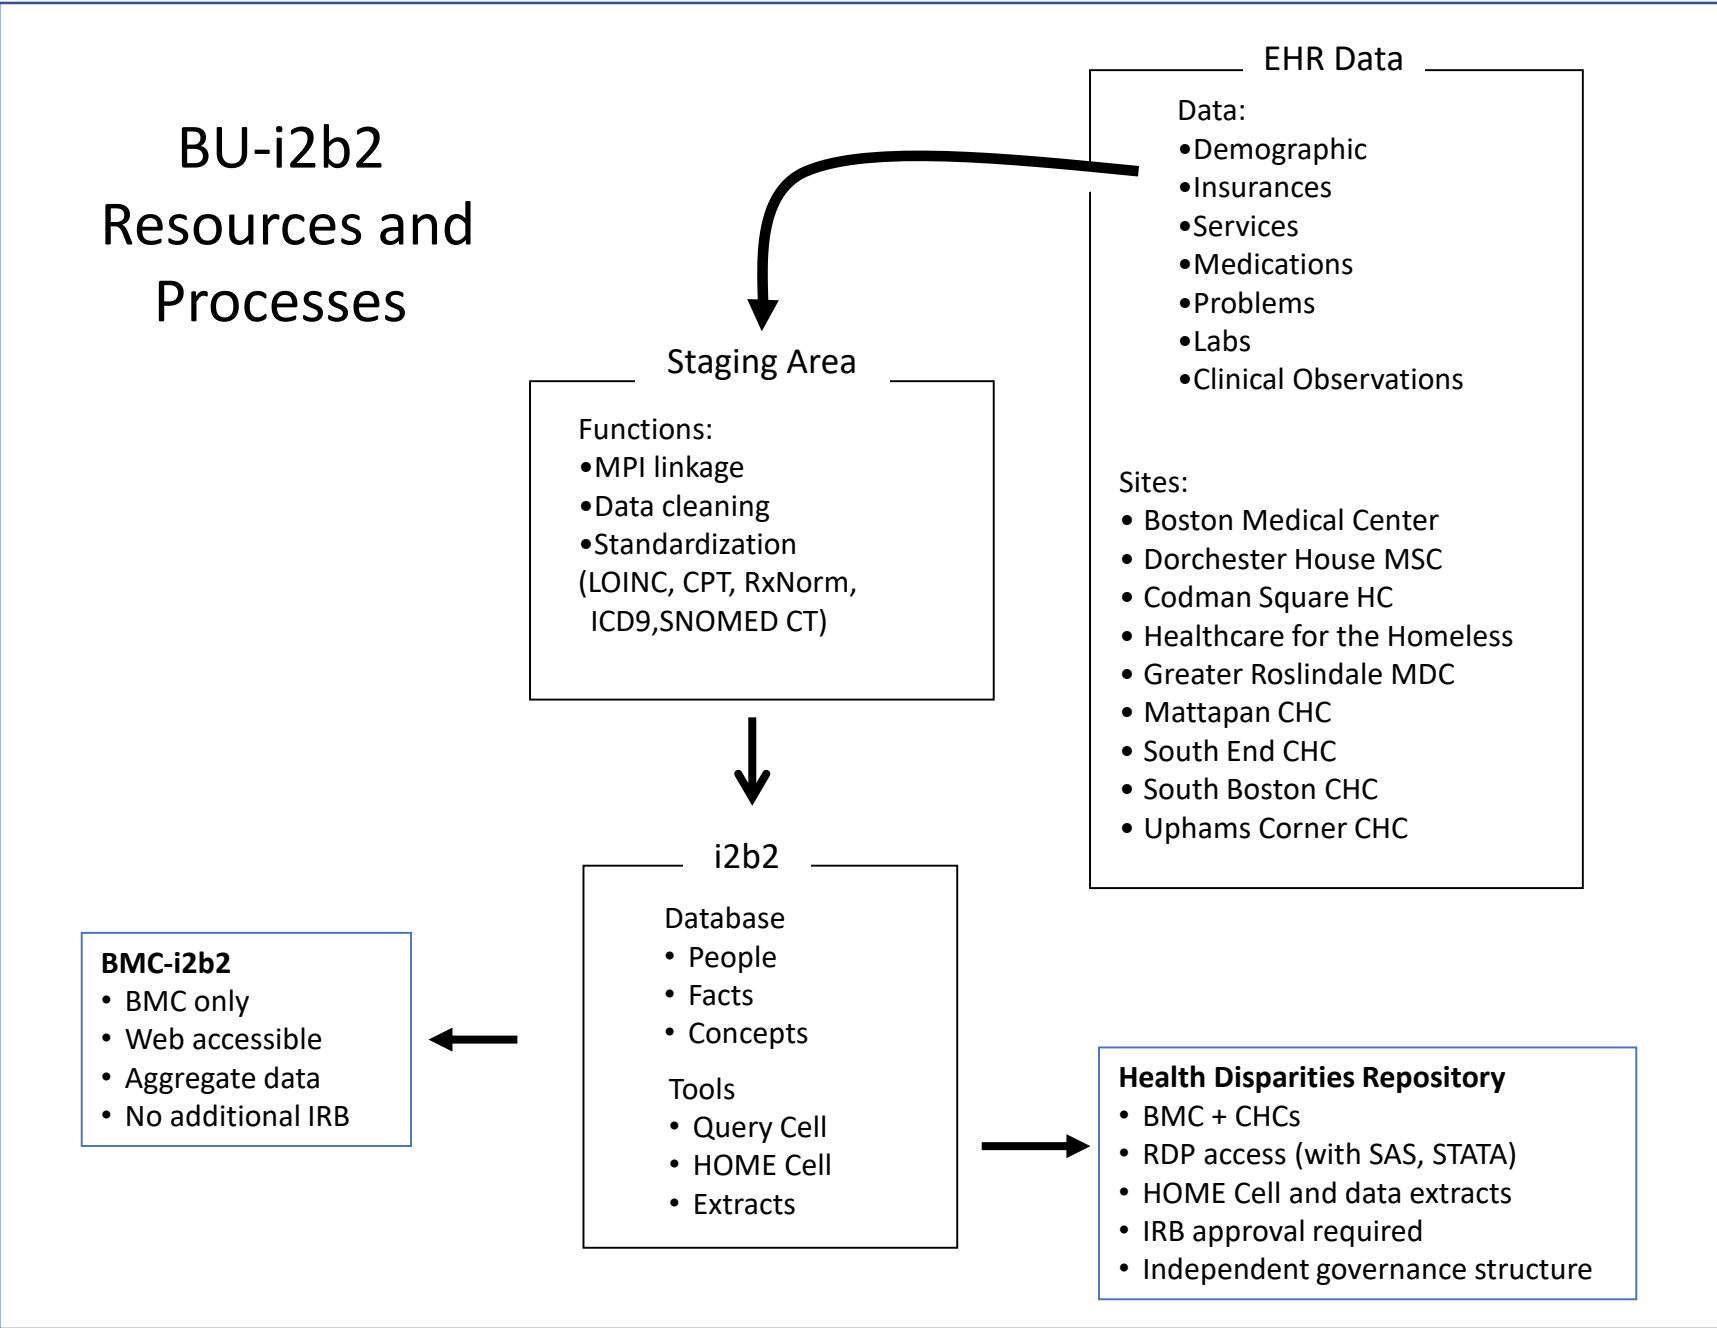 BU-i2b2
Resources and
Processes
EHR Data
Data:
•Demographic
•Insurances
•Services
•Medications
•Problems
•Labs
•Clinical Observations
Sites:
• Boston Medical Center
• Dorchester House MSC
• Codman Square HC
• Healthcare for the Homeless
• Greater Roslindale MDC
• Mattapan CHC
• South End CHC
• South Boston CHC
• Uphams Corner CHC
Staging Area
Functions:
•MPI linkage
•Data cleaning
•Standardization
(LOINC, CPT, RxNorm,
ICD9,SNOMED CT)
i2b2
Database
• People
• Facts
• Concepts
Tools
• Query Cell
• HOME Cell
• Extracts
BMC-i2b2
• BMC only
• Web accessible
• Aggregate data
• No additional IRB
Health Disparities Repository
• BMC + CHCs
• RDP access (with SAS, STATA)
• HOME Cell and data extracts
• IRB approval required
• Independent governance structure